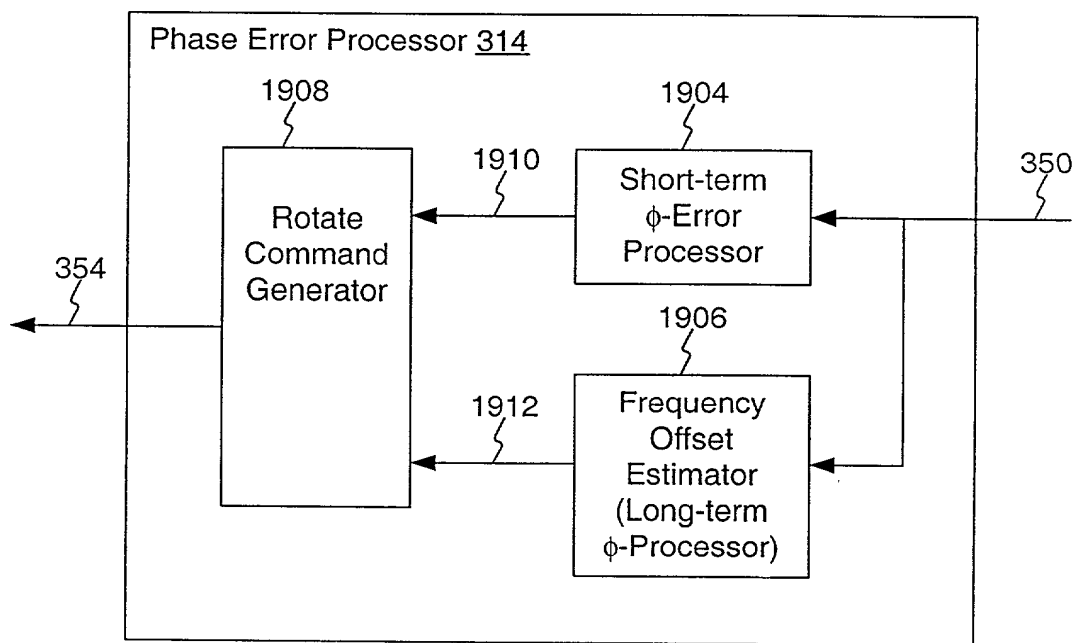 Phase Error Processor 314
1908
1904
1910
350
Short-term
ϕ-Error
Processor
Rotate
Command
Generator
354
1906
1912
Frequency
Offset
Estimator
(Long-term
ϕ-Processor)